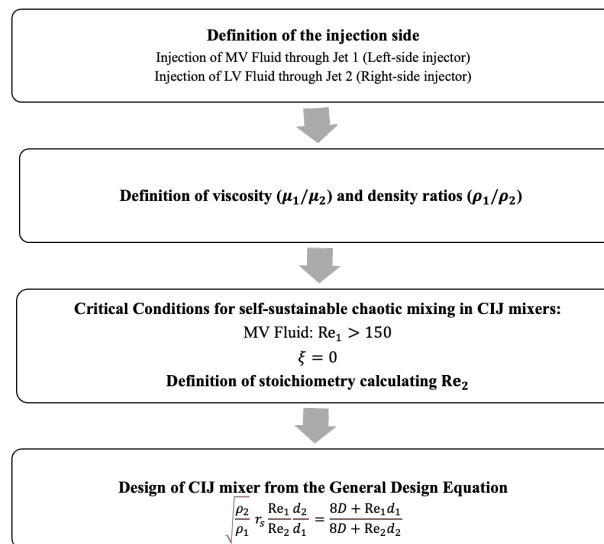 Definition of the injection side
Injection of MV Fluid through Jet 1 (Left-side injector)
Injection of LV Fluid through Jet 2 (Right-side injector)
Definition of viscosity (μ₁/μ₂) and density ratios (ρ₁/ρ₂)
Critical Conditions for self-sustainable chaotic mixing in CIJ mixers:
MV Fluid: Re₁ > 150
ξ = 0
Definition of stoichiometry calculating Re₂
Design of CIJ mixer from the General Design Equation
√(ρ₂/ρ₁) rₛ (Re₁/Re₂) (d₂/d₁) = (8D + Re₁d₁)/(8D + Re₂d₂)